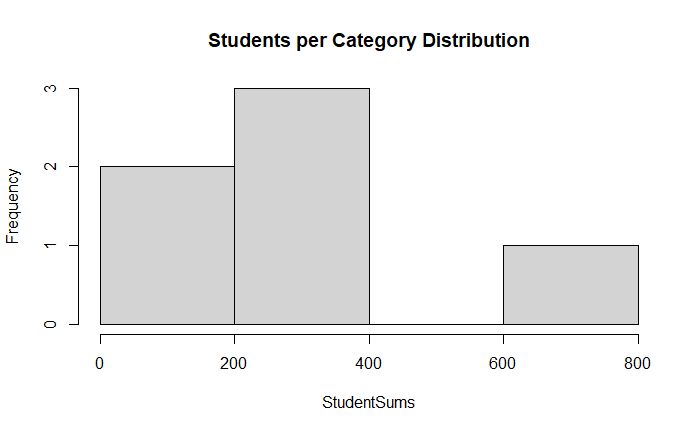 Students per Category Distribution
3
2
1
0
Frequency
0 200 400 600 800
StudentSums